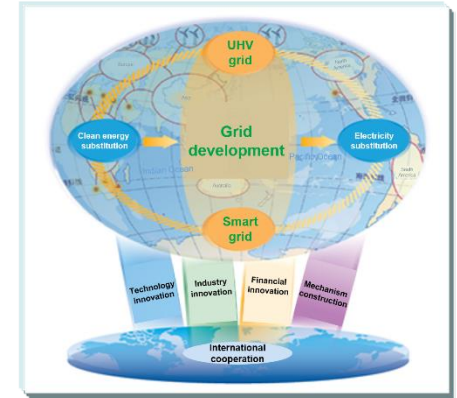 UHV
grid
Clean energy
substitution
Grid
development
Electricity
substitution
Pacific Ocean
Indian Ocean
Smart
grid
Technology
innovation
Industry
innovation
Financial
innovation
Mechanism
construction
International
cooperation